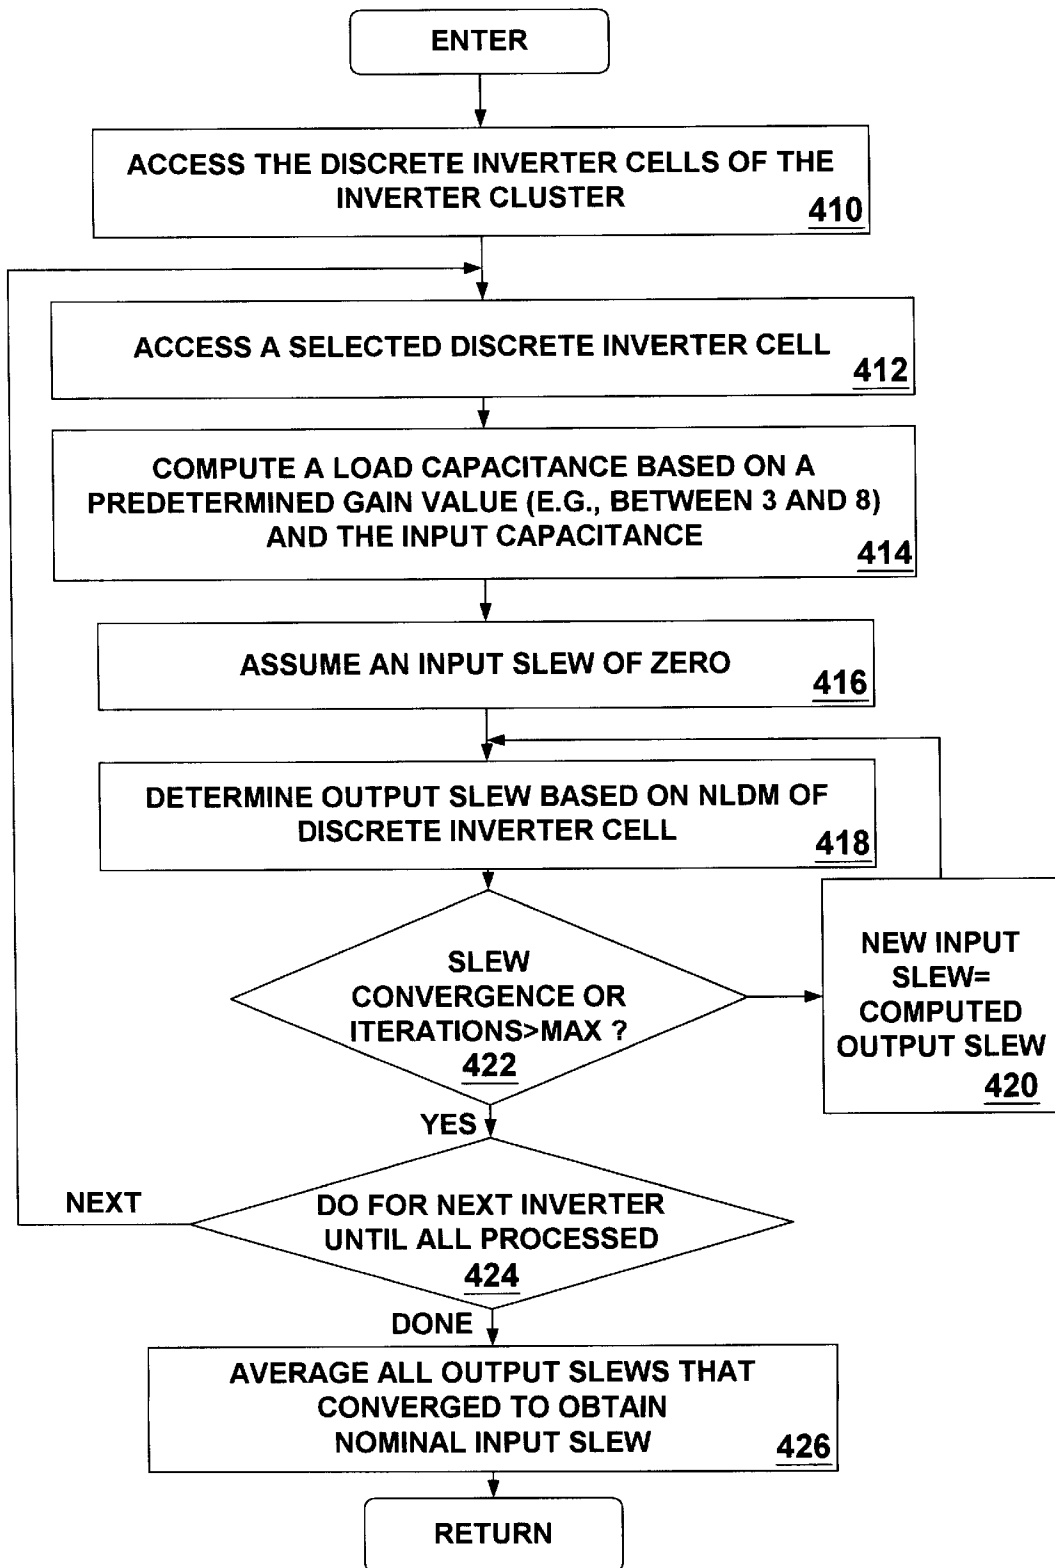 ENTER
ACCESS THE DISCRETE INVERTER CELLS OF THE
INVERTER CLUSTER
410
ACCESS A SELECTED DISCRETE INVERTER CELL
412
COMPUTE A LOAD CAPACITANCE BASED ON A
PREDETERMINED GAIN VALUE (E.G., BETWEEN 3 AND 8)
AND THE INPUT CAPACITANCE
414
ASSUME AN INPUT SLEW OF ZERO
416
DETERMINE OUTPUT SLEW BASED ON NLDM OF
DISCRETE INVERTER CELL
418
SLEW
CONVERGENCE OR
ITERATIONS>MAX ?
422
NEW INPUT
SLEW=
COMPUTED
OUTPUT SLEW
420
YES
NEXT
DO FOR NEXT INVERTER
UNTIL ALL PROCESSED
424
DONE
AVERAGE ALL OUTPUT SLEWS THAT
CONVERGED TO OBTAIN
NOMINAL INPUT SLEW
426
RETURN